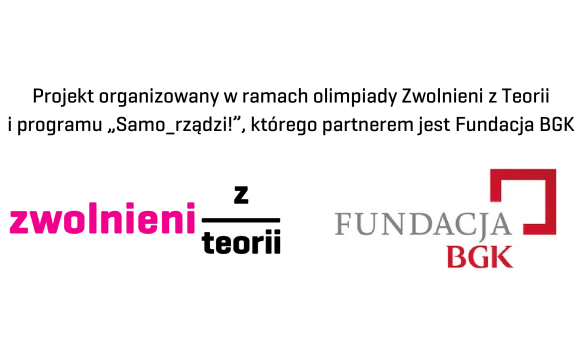 Projekt organizowany w ramach olimpiady Zwolnieni z Teorii
i programu „Samo_rządzi!”, którego partnerem jest Fundacja BGK
zwolnieni z teorii
FUNDACJA
BGK